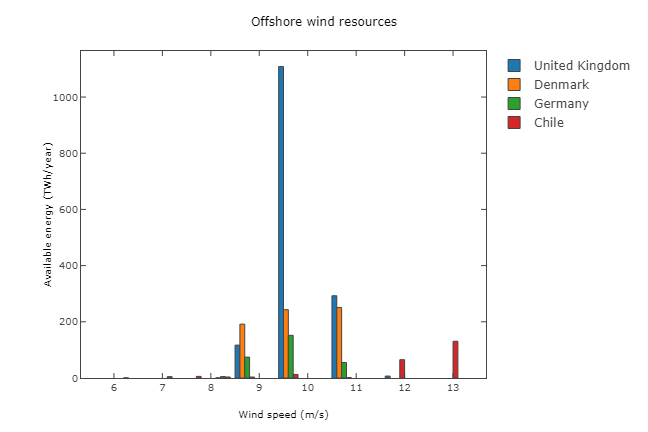 Offshore wind resources
United Kingdom
Denmark
Germany
Chile
Available energy (TWh/year)
1000
800
600
400
200
0
6 7 8 9 10 11 12 13
Wind speed (m/s)